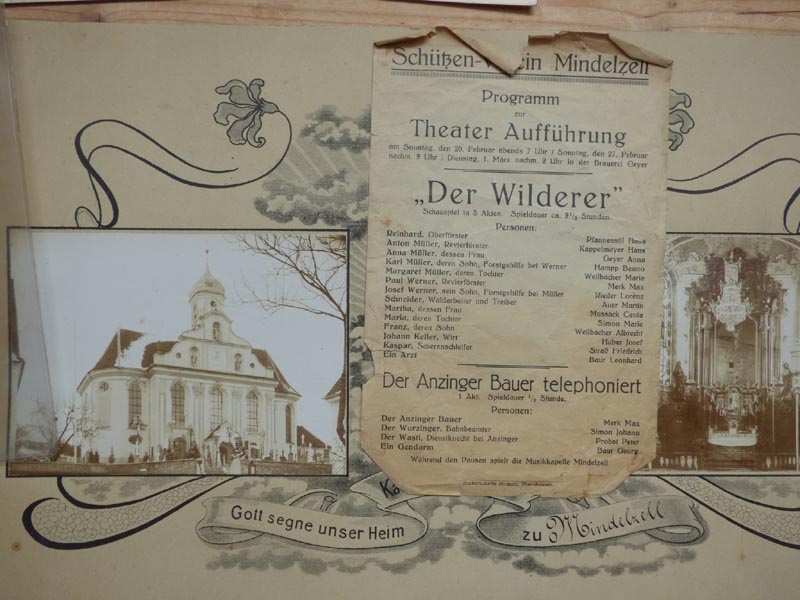 Schützen-Verein Mindelzell
Programm
zur
Theater Aufführung
am Sonntag, den 20. Februar abends 7 Uhr / Sonntag, den 27. Februar
nachm. 2 Uhr / Dienstag, 1. März nachm. 2 Uhr in der Brauerei Geyer
„Der Wilderer"
Schauspiel in 5 Akten. Spieldauer ca. 2½ Stunden.
Personen:
Reinhard, Oberförster Pfannenstill Hans
Anton Müller, Revierförster Kappelmeyer Hans
Anna Müller, dessen Frau Geyer Anna
Karl Müller, deren Sohn, Forstgehilfe bei Werner Hampp Benno
Margaret Müller, deren Tochter Weilbacher Marie
Paul Werner, Revierförster Merk Max
Josef Werner, sein Sohn, Forstgehilfe bei Müller Rieder Lorenz
Schneider, Waldarbeiter und Treiber Auer Martin
Martha, dessen Frau Mussack Centa
Maria, deren Tochter Simon Marie
Franz, deren Sohn Weilbacher Albrecht
Johann Keller, Wirt Huber Josef
Kaspar, Scherenschleifer Straß Friedrich
Ein Arzt Baur Leonhard
Der Anzinger Bauer telephoniert
1 Akt. Spieldauer ½ Stunde.
Personen:
Der Anzinger Bauer Merk Max
Der Wurzinger, Bahnbeamter Simon Johann
Der Wastl, Dienstknecht bei Anzinger Probst Peter
Ein Gendarm Baur Georg
Während den Pausen spielt die Musikkapelle Mindelzell
Gott segne unser Heim
zu Mindelzell